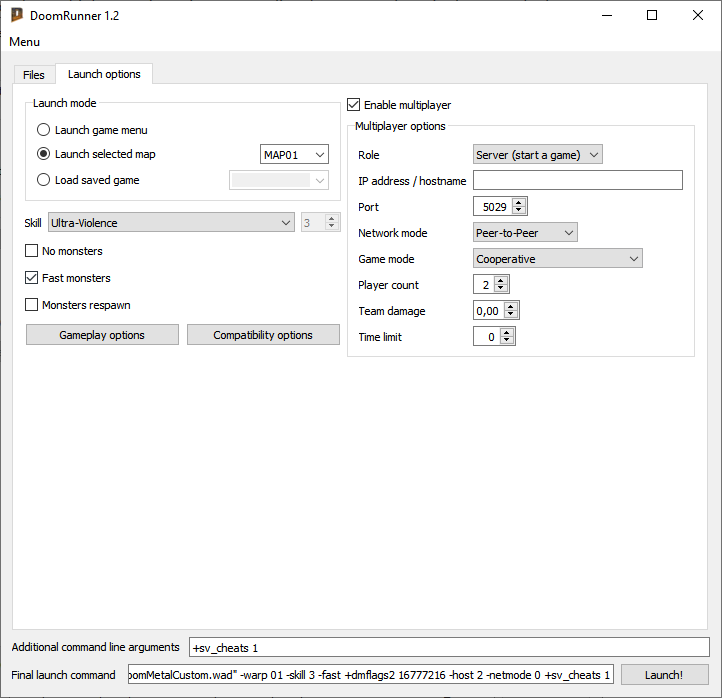 DoomRunner 1.2
Menu
Files
Launch options
Launch mode
Launch game menu
Launch selected map
MAP01
Load saved game
Skill
Ultra-Violence
3
No monsters
Fast monsters
Monsters respawn
Gameplay options
Compatibility options
Enable multiplayer
Multiplayer options
Role
Server (start a game)
IP address / hostname
Port
5029
Network mode
Peer-to-Peer
Game mode
Cooperative
Player count
2
Team damage
0,00
Time limit
0
Additional command line arguments
+sv_cheats 1
Final launch command
oomMetalCustom.wad" -warp 01 -skill 3 -fast +dmflags2 16777216 -host 2 -netmode 0 +sv_cheats 1
Launch!